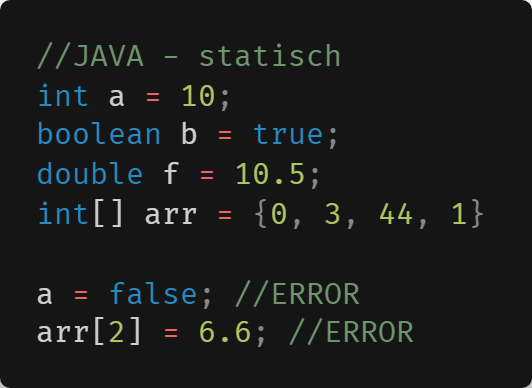 //JAVA - statisch
int a = 10;
boolean b = true;
double f = 10.5;
int[] arr = {0, 3, 44, 1}
a = false; //ERROR
arr[2] = 6.6; //ERROR